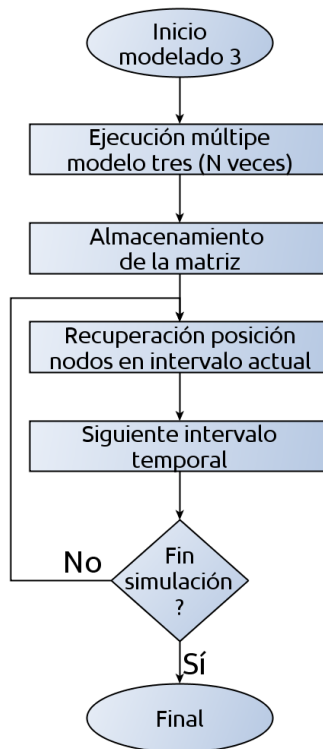 Inicio
modelado 3
Ejecución múltipe
modelo tres (N veces)
Almacenamiento
de la matriz
Recuperación posición
nodos en intervalo actual
Siguiente intervalo
temporal
No
Fin
simulación
?
Sí
Final